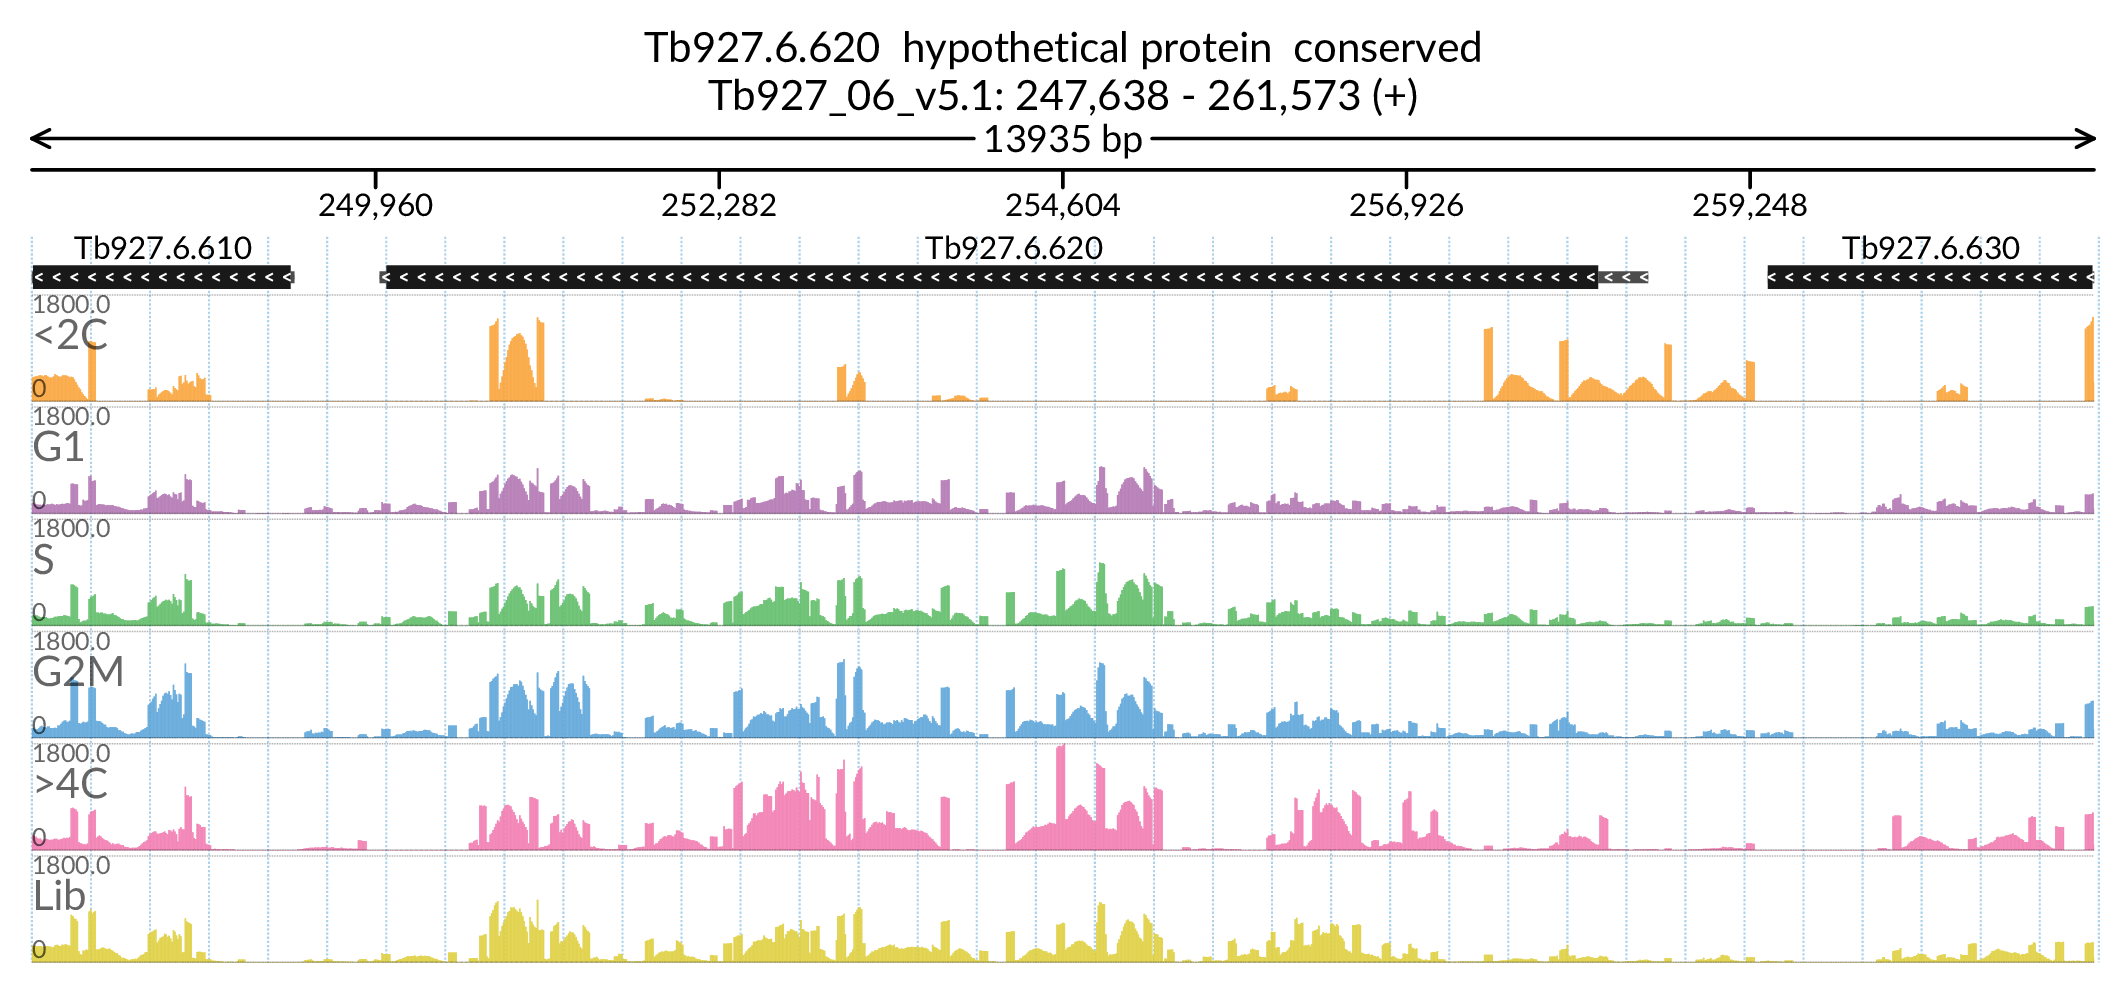 Tb927.6.620  hypothetical protein  conserved
Tb927_06_v5.1: 247,638 - 261,573 (+)
13935 bp
249,960 252,282 254,604 256,926 259,248
Tb927.6.610 Tb927.6.620 Tb927.6.630
1800.0
<2C
0
1800.0
G1
0
1800.0
S
0
1800.0
G2M
0
1800.0
>4C
0
1800.0
Lib
0